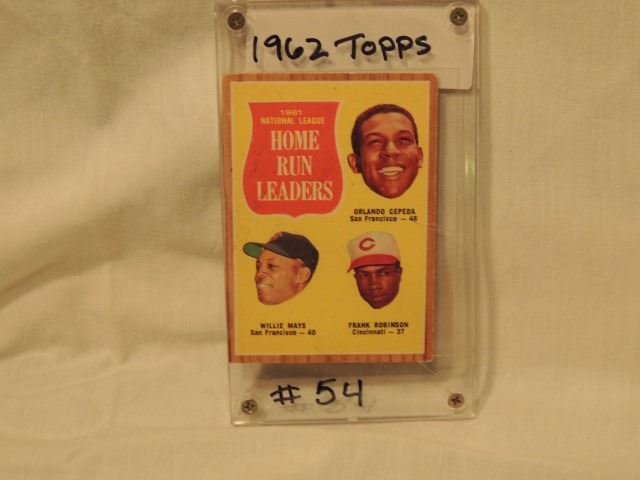 1962 TOPPS
1961
NATIONAL LEAGUE
HOME
RUN
LEADERS
ORLANDO CEPEDA
San Francisco — 46
WILLIE MAYS
San Francisco — 40
FRANK ROBINSON
Cincinnati — 37
# 54